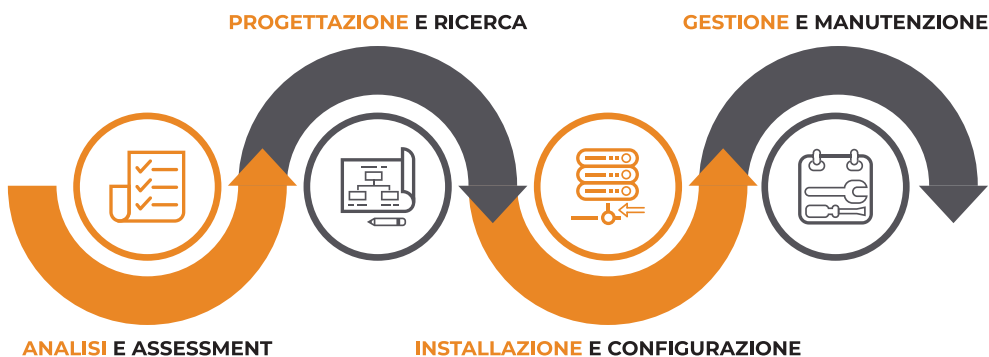 PROGETTAZIONE E RICERCA
GESTIONE E MANUTENZIONE
ANALISI E ASSESSMENT
INSTALLAZIONE E CONFIGURAZIONE